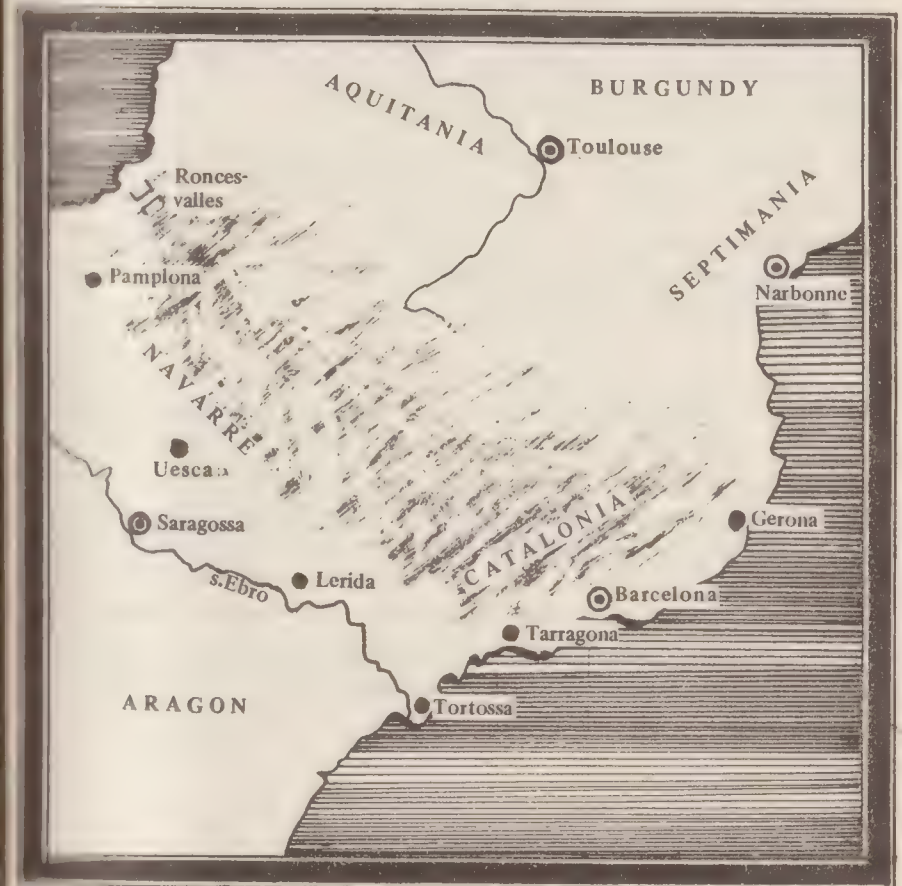 BURGUNDY
AQUITANIA
Toulouse
Ronces-
valles
SEPTIMANIA
Pamplona
Narbonne
NAVARRE
Uesca
Saragossa
Gerona
CATALONIA
s.Ebro
Lerida
Barcelona
Tarragona
ARAGON
Tortossa